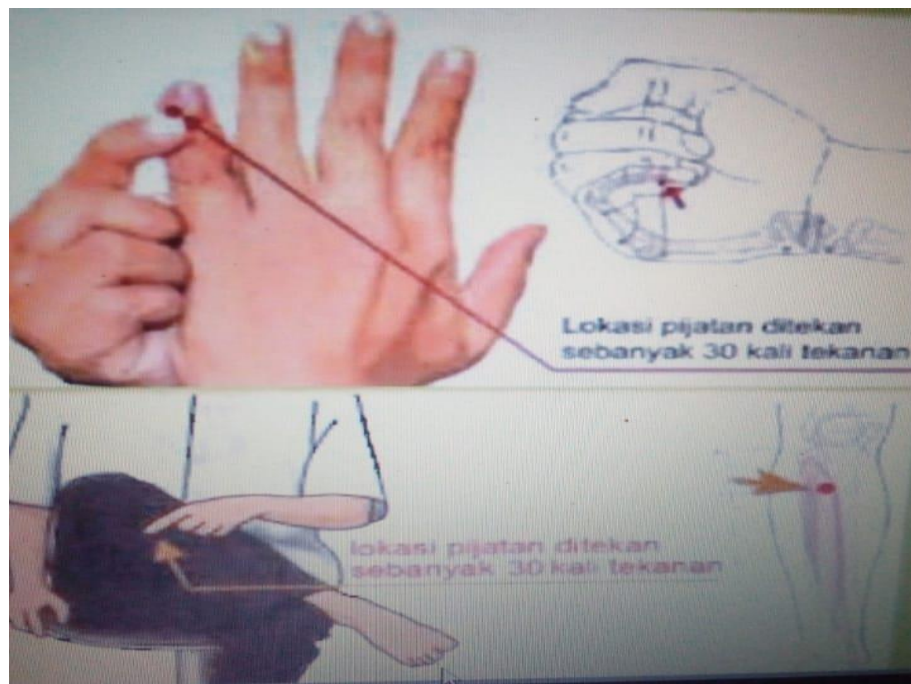 Lokasi pijatan ditekan
sebanyak 30 kali tekanan
lokasi pijatan ditekan
sebanyak 30 kali tekanan